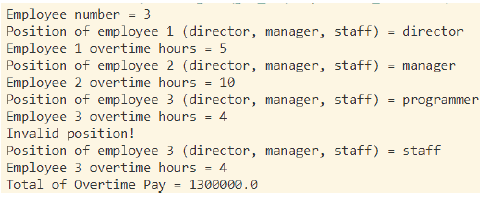 Employee number = 3
Position of employee 1 (director, manager, staff) = director
Employee 1 overtime hours = 5
Position of employee 2 (director, manager, staff) = manager
Employee 2 overtime hours = 10
Position of employee 3 (director, manager, staff) = programmer
Employee 3 overtime hours = 4
Invalid position!
Position of employee 3 (director, manager, staff) = staff
Employee 3 overtime hours = 4
Total of Overtime Pay = 1300000.0